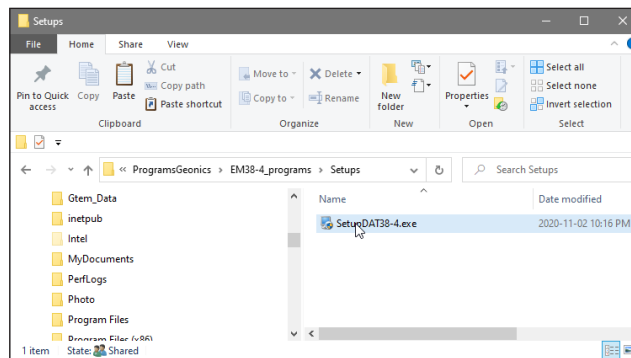 Setups
File Home Share View
Pin to Quick access
Copy
Paste
Cut
Copy path
Paste shortcut
Clipboard
Move to
Copy to
Delete
Rename
Organize
New folder
New
Properties
Open
Select all
Select none
Invert selection
Select
« ProgramsGeonics > EM38-4_programs > Setups
Search Setups
Name Date modified
Gtem_Data
inetpub
Intel
MyDocuments
PerfLogs
Photo
Program Files
Program Files (x86)
SetupDAT38-4.exe 2020-11-02 10:16 PM
1 item State: Shared